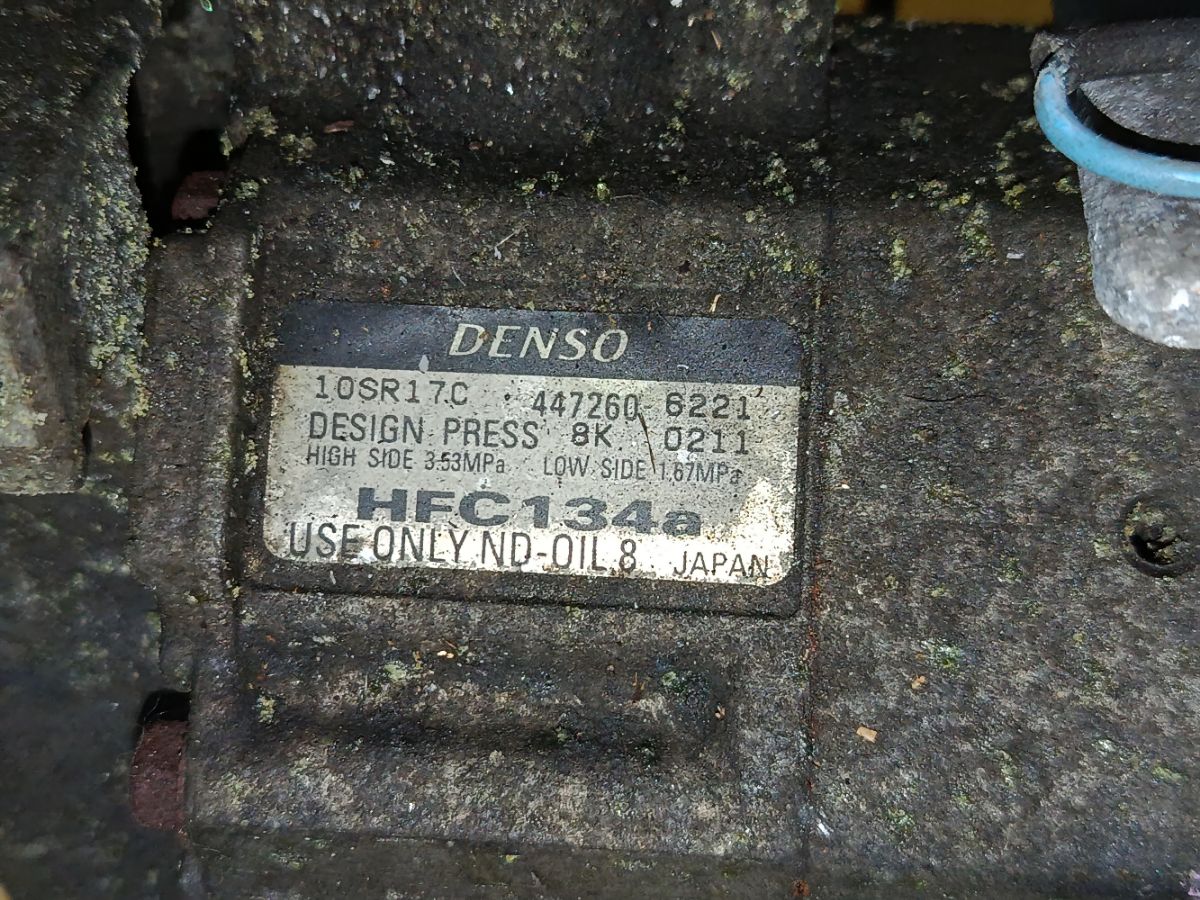 DENSO
10SR17C 447260 6221
DESIGN PRESS 8K 0211
HIGH SIDE 3.53MPa LOW SIDE 1.67MPa
HFC134a
USE ONLY ND-OIL 8 JAPAN